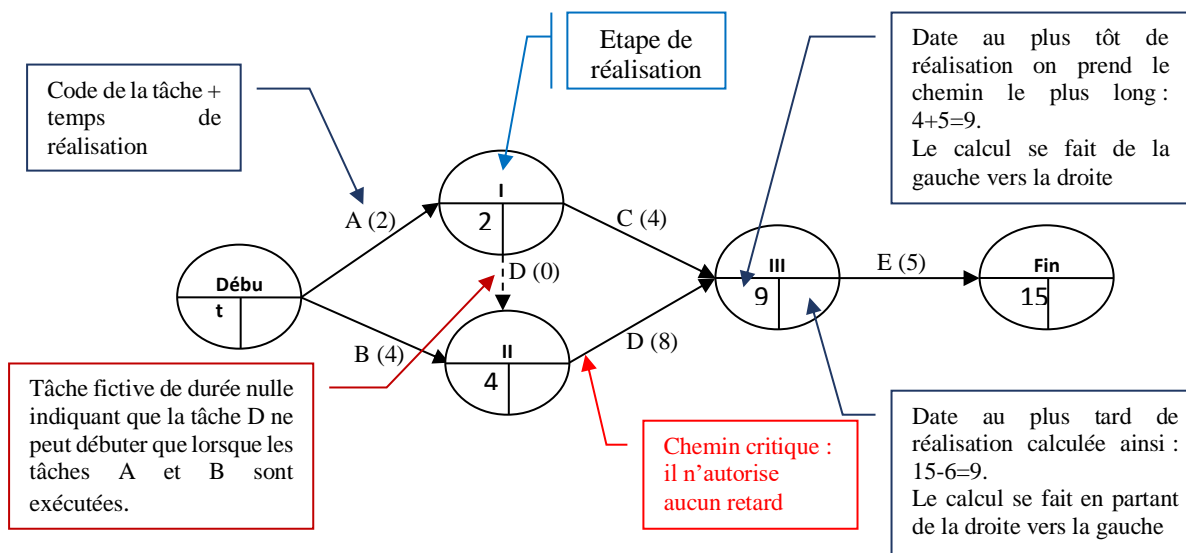 Etape de
réalisation
Date au plus tôt de
réalisation on prend le
chemin le plus long :
4+5=9.
Le calcul se fait de la
gauche vers la droite
Code de la tâche +
temps de
réalisation
I
2
A (2)
C (4)
D (0)
Débu
t
III
9
E (5)
Fin
15
B (4)
II
4
D (8)
Tâche fictive de durée nulle
indiquant que la tâche D ne
peut débuter que lorsque les
tâches A et B sont
exécutées.
Chemin critique :
il n’autorise
aucun retard
Date au plus tard de
réalisation calculée ainsi :
15-6=9.
Le calcul se fait en partant
de la droite vers la gauche